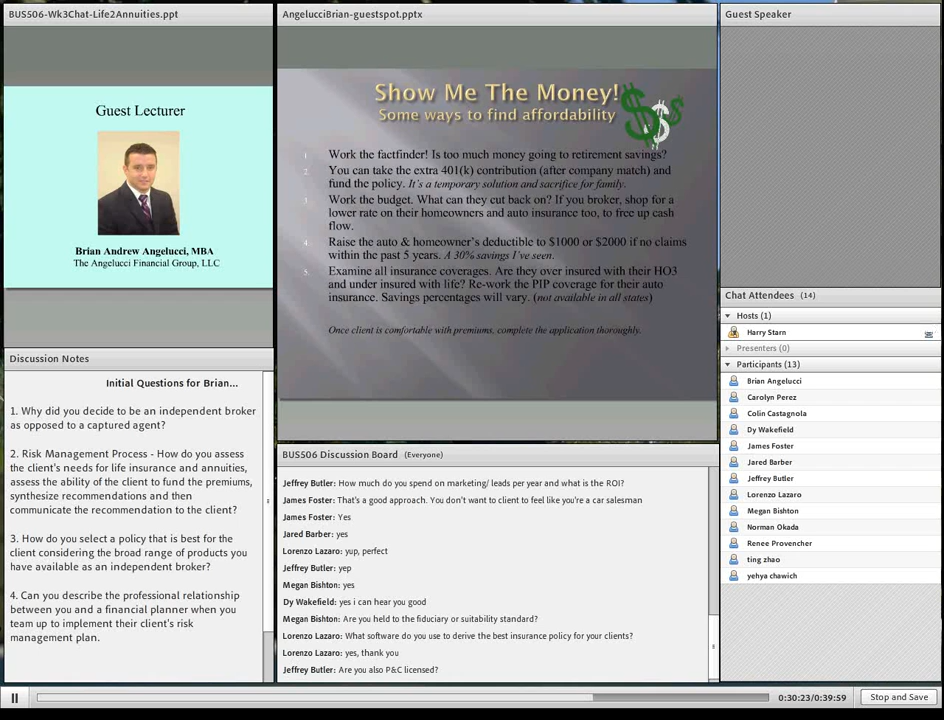 BUS506-Wk3Chat-Life2Annuities.ppt
Guest Lecturer
Brian Andrew Angelucci, MBA
The Angelucci Financial Group, LLC
Discussion Notes
Initial Questions for Brian...
1. Why did you decide to be an independent broker
as opposed to a captured agent?
2. Risk Management Process - How do you assess
the client's needs for life insurance and annuities,
assess the ability of the client to fund the premiums,
synthesize recommendations and then
communicate the recommendation to the client?
3. How do you select a policy that is best for the
client considering the broad range of products you
have available as an independent broker?
4. Can you describe the professional relationship
between you and a financial planner when you
team up to implement their client's risk
management plan.
AngelucciBrian-guestspot.pptx
Show Me The Money!
Some ways to find affordability
1. Work the factfinder! Is too much money going to retirement savings?
2. You can take the extra 401(k) contribution (after company match) and
fund the policy. It's a temporary solution and sacrifice for family.
3. Work the budget. What can they cut back on? If you broker, shop for a
lower rate on their homeowners and auto insurance too, to free up cash
flow.
4. Raise the auto & homeowner's deductible to $1000 or $2000 if no claims
within the past 5 years. A 30% savings I've seen.
5. Examine all insurance coverages. Are they over insured with their HO3
and under insured with life? Re-work the PIP coverage for their auto
insurance. Savings percentages will vary. (not available in all states)
Once client is comfortable with premiums, complete the application thoroughly.
BUS506 Discussion Board (Everyone)
Jeffrey Butler: How much do you spend on marketing/ leads per year and what is the ROI?
James Foster: That's a good approach. You don't want to client to feel like you're a car salesman
James Foster: Yes
Jared Barber: yes
Lorenzo Lazaro: yup, perfect
Jeffrey Butler: yep
Megan Bishton: yes
Dy Wakefield: yes i can hear you good
Megan Bishton: Are you held to the fiduciary or suitability standard?
Lorenzo Lazaro: What software do you use to derive the best insurance policy for your clients?
Lorenzo Lazaro: yes, thank you
Jeffrey Butler: Are you also P&C licensed?
Guest Speaker
Chat Attendees (14)
Hosts (1)
Harry Starn
Presenters (0)
Participants (13)
Brian Angelucci
Carolyn Perez
Colin Castagnola
Dy Wakefield
James Foster
Jared Barber
Jeffrey Butler
Lorenzo Lazaro
Megan Bishton
Norman Okada
Renee Provencher
ting zhao
yehya chawich
0:30:23/0:39:59
Stop and Save